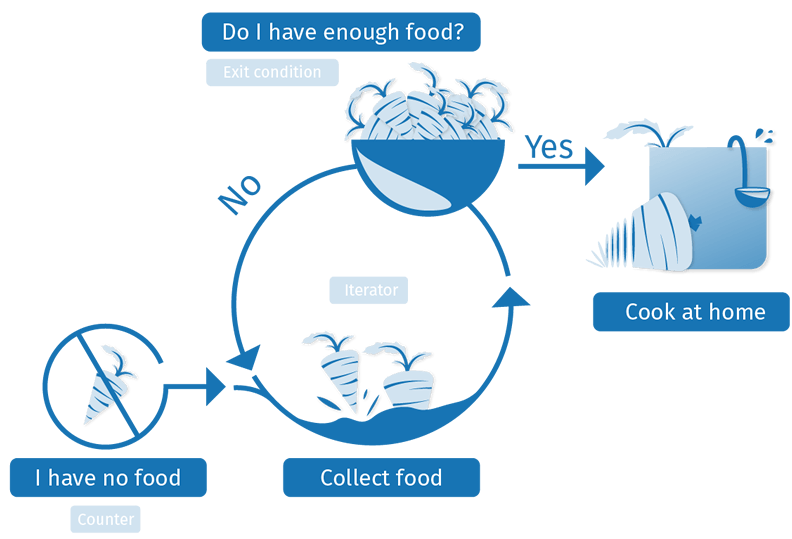 Do I have enough food?
Exit condition
Yes
No
Iterator
Cook at home
I have no food
Collect food
Counter